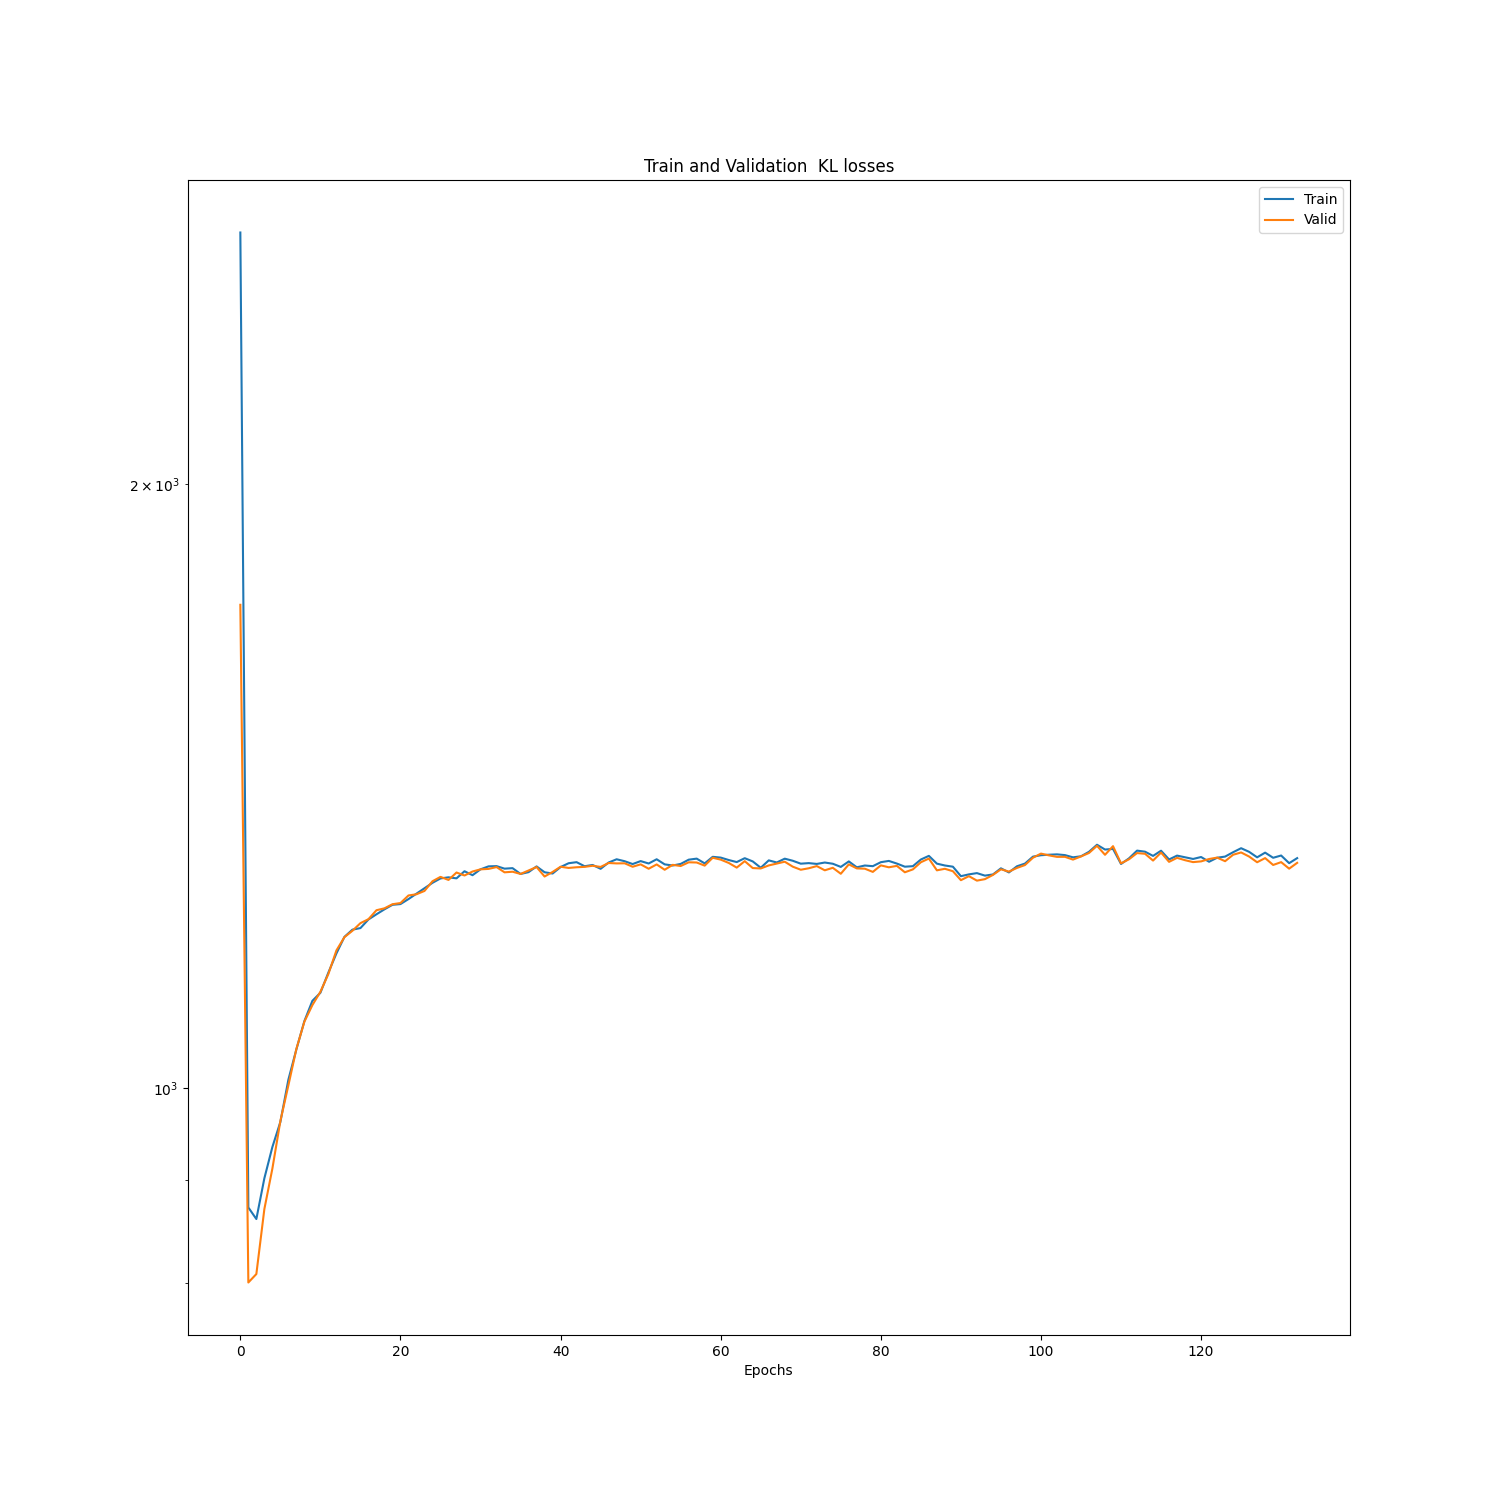 Train and Validation  KL losses
Train
Valid
2 × 10³
10³
0 20 40 60 80 100 120
Epochs